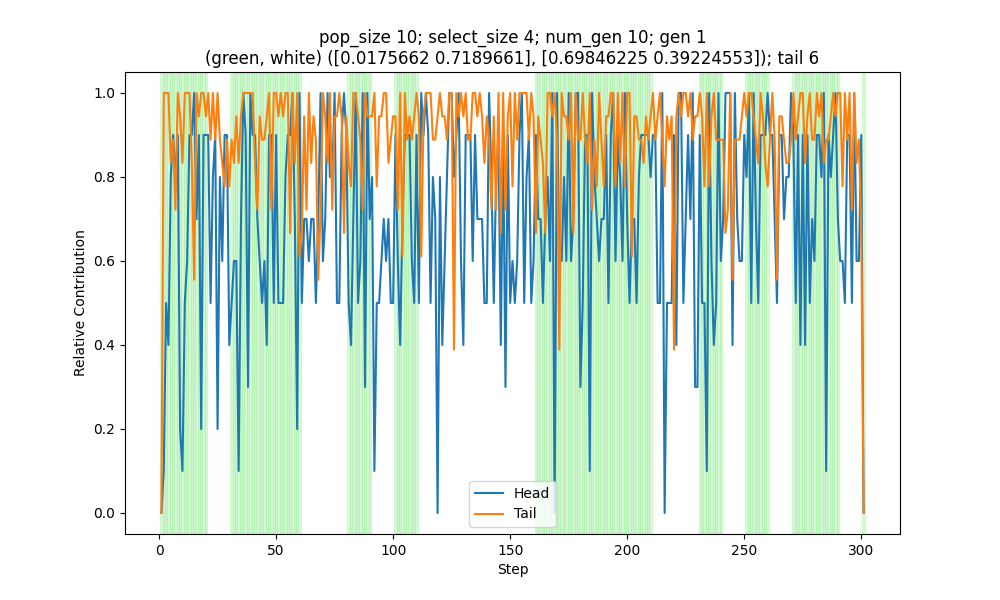 pop_size 10; select_size 4; num_gen 10; gen 1
(green, white) ([0.0175662 0.7189661], [0.69846225 0.39224553]); tail 6
1.0
0.8
0.6
0.4
0.2
0.0
Relative Contribution
Head
Tail
0 50 100 150 200 250 300
Step